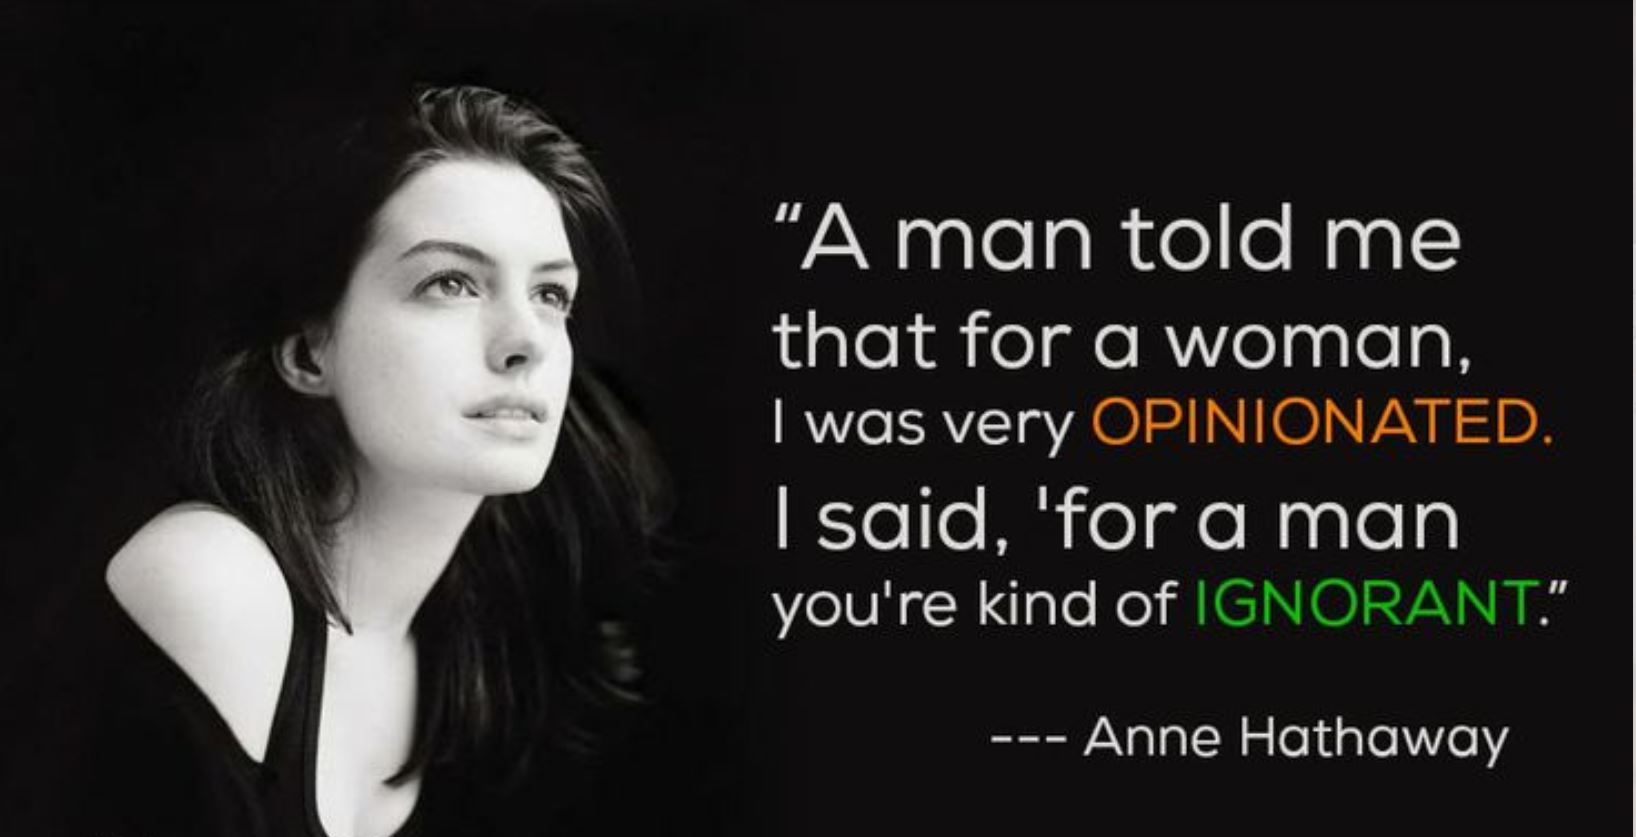 “A man told me
that for a woman,
I was very OPINIONATED.
I said, 'for a man
you're kind of IGNORANT.”
--- Anne Hathaway